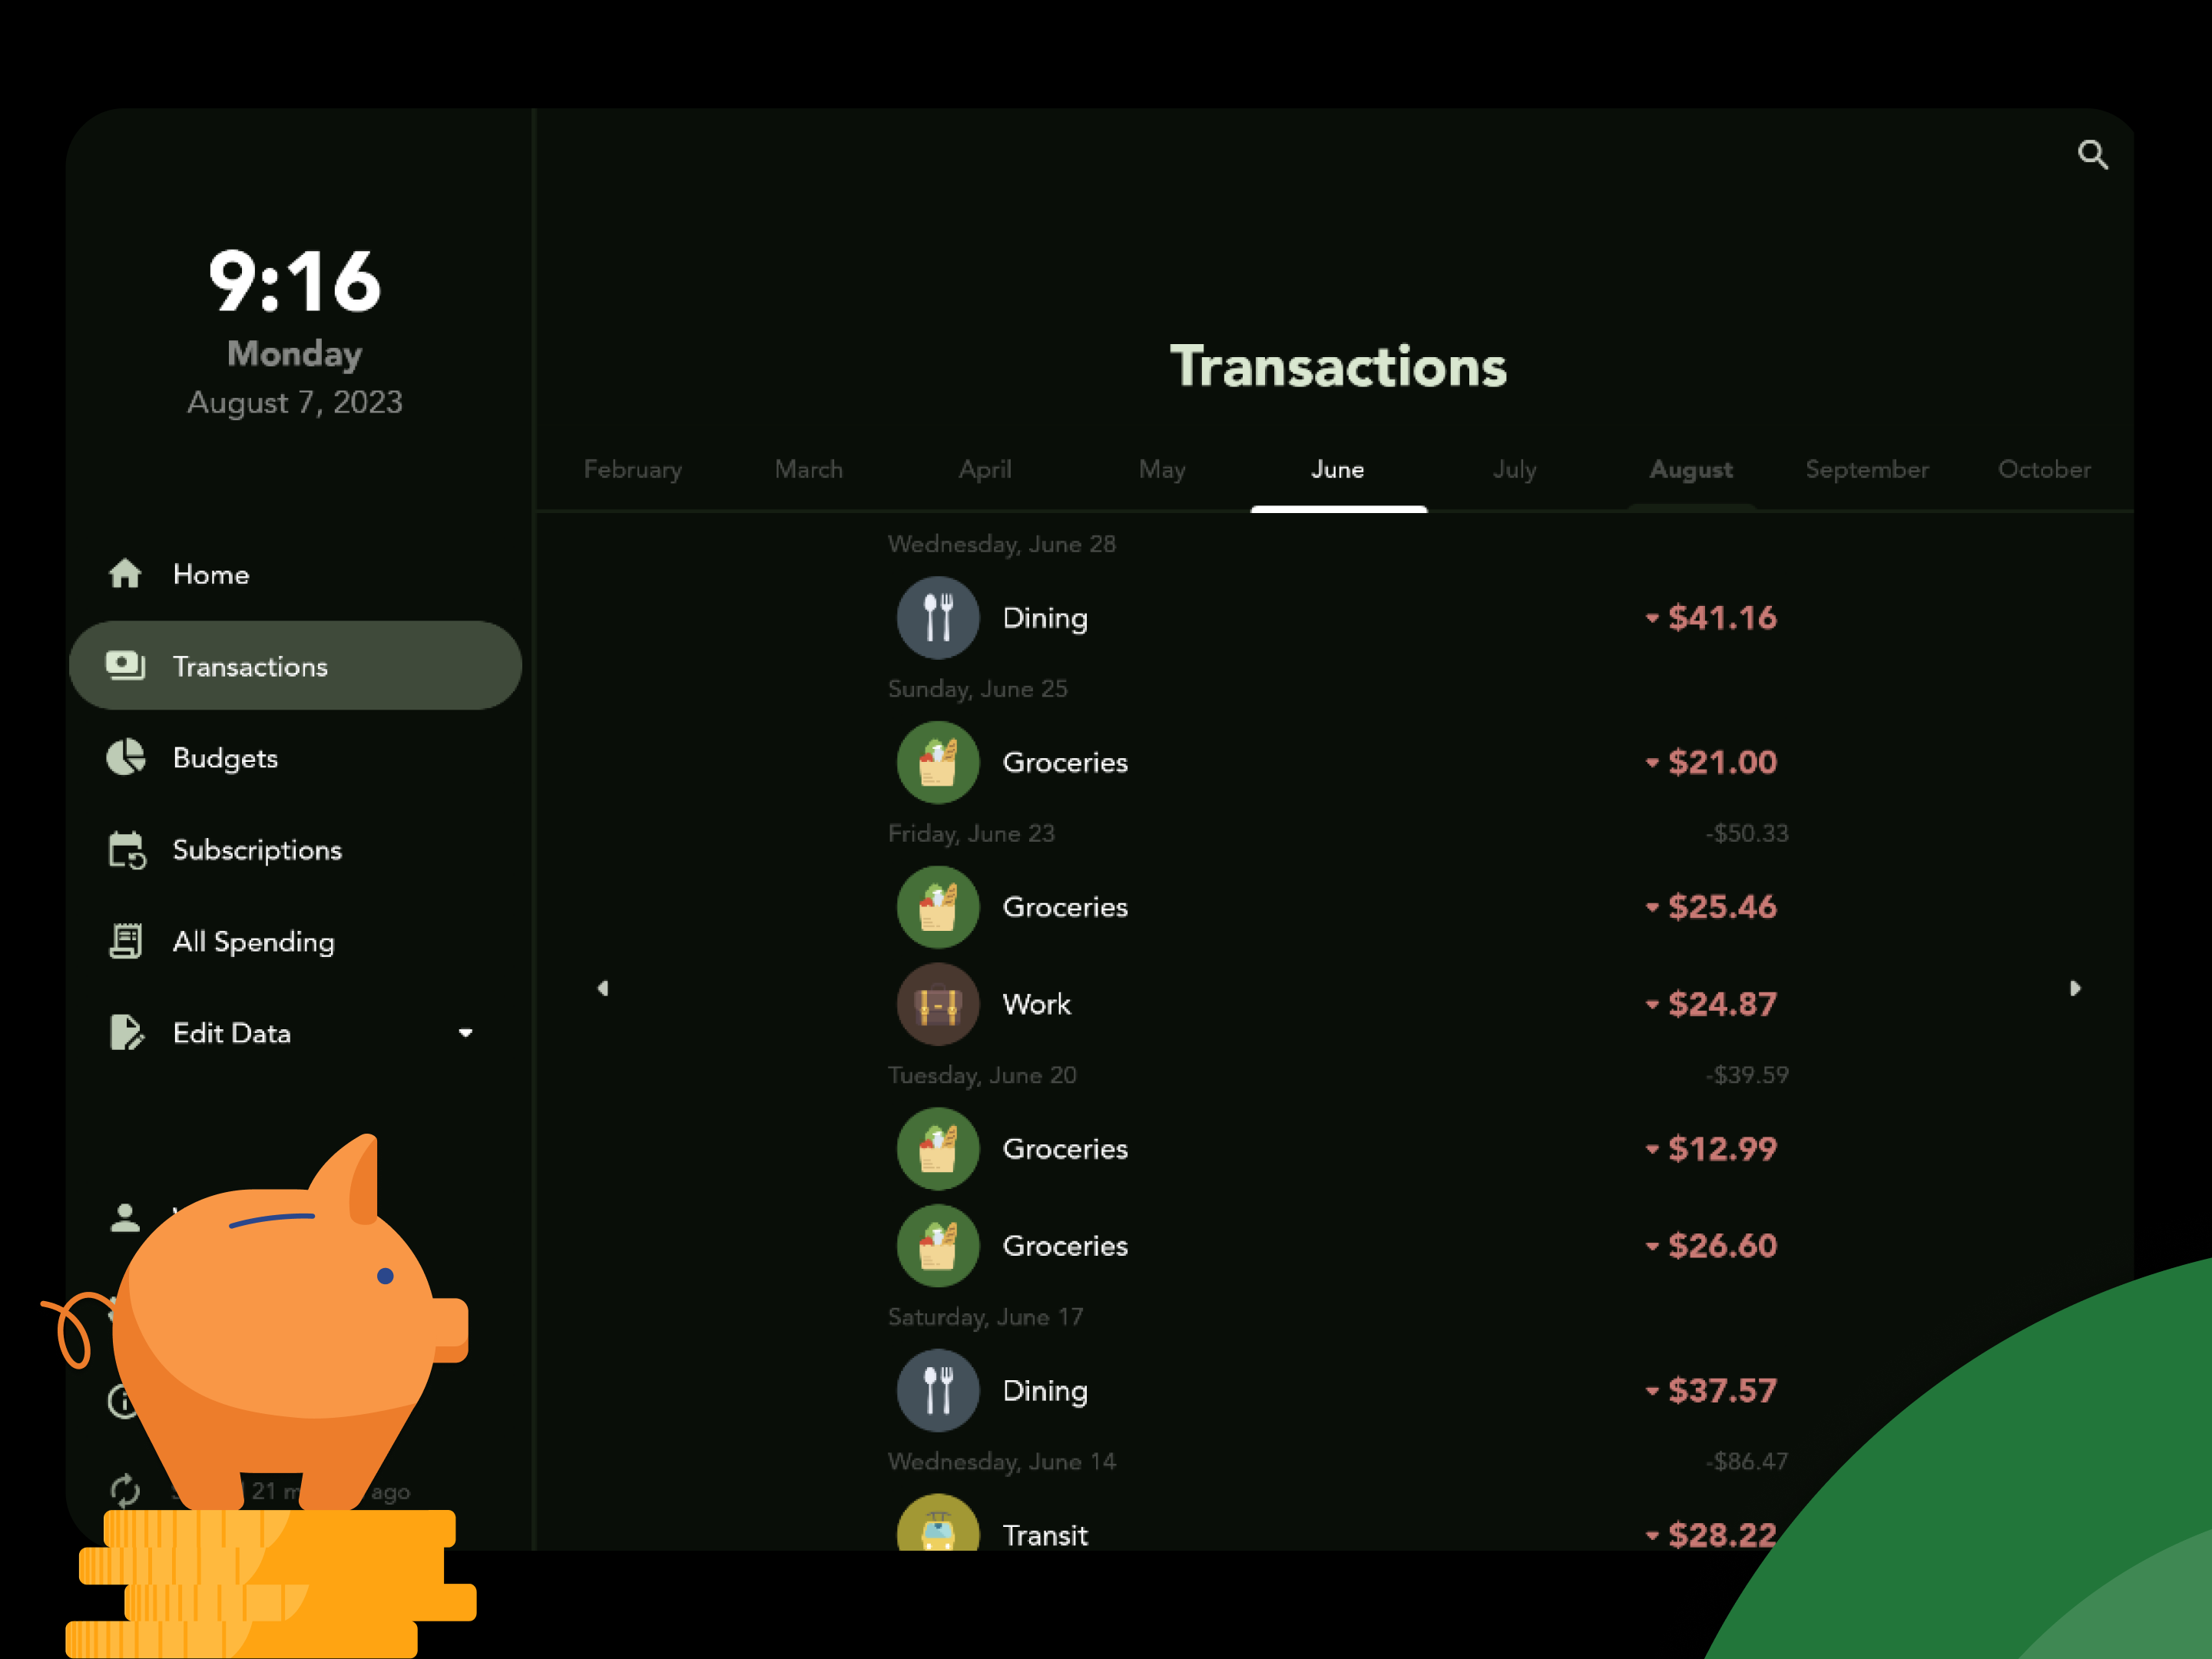 9:16
Monday
August 7, 2023
Home
Transactions
Budgets
Subscriptions
All Spending
Edit Data
21 ago
Transactions
February March April May June July August September October
Wednesday, June 28
Dining $41.16
Sunday, June 25
Groceries $21.00
Friday, June 23 -$50.33
Groceries $25.46
Work $24.87
Tuesday, June 20 -$39.59
Groceries $12.99
Groceries $26.60
Saturday, June 17
Dining $37.57
Wednesday, June 14 -$86.47
Transit $28.22